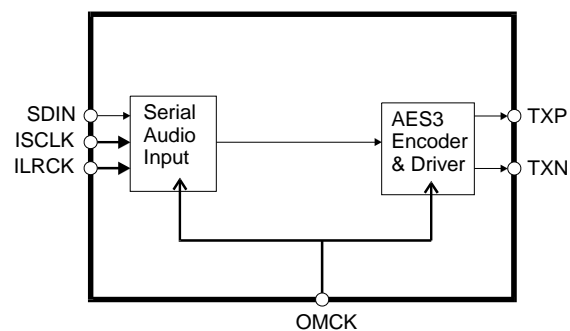 SDIN
ISCLK
ILRCK
Serial
Audio
Input
AES3
Encoder
& Driver
TXP
TXN
OMCK